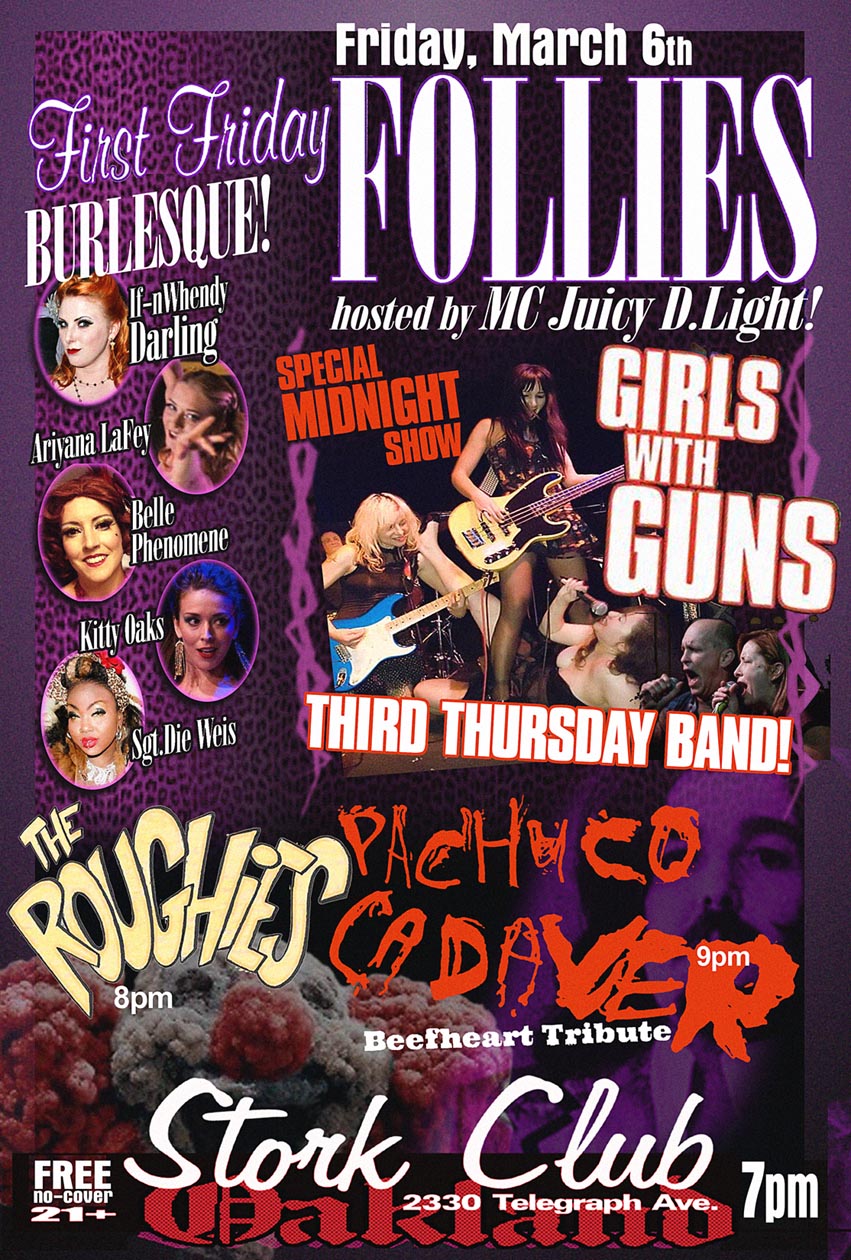 Friday, March 6th
First Friday
FOLLIES
BURLESQUE!
hosted by MC Juicy D.Light!
If-nWhendy
Darling
Ariyana LaFey
Belle
Phenomene
Kitty Oaks
Sgt.Die Weis
SPECIAL
MIDNIGHT
SHOW
GIRLS
WITH
GUNS
THIRD THURSDAY BAND!
THE
ROUGHIES
8pm
PACHUCO
CADAVER
9pm
Beefheart Tribute
Stork Club
FREE
no-cover
21+
2330 Telegraph Ave.
Oakland
7pm